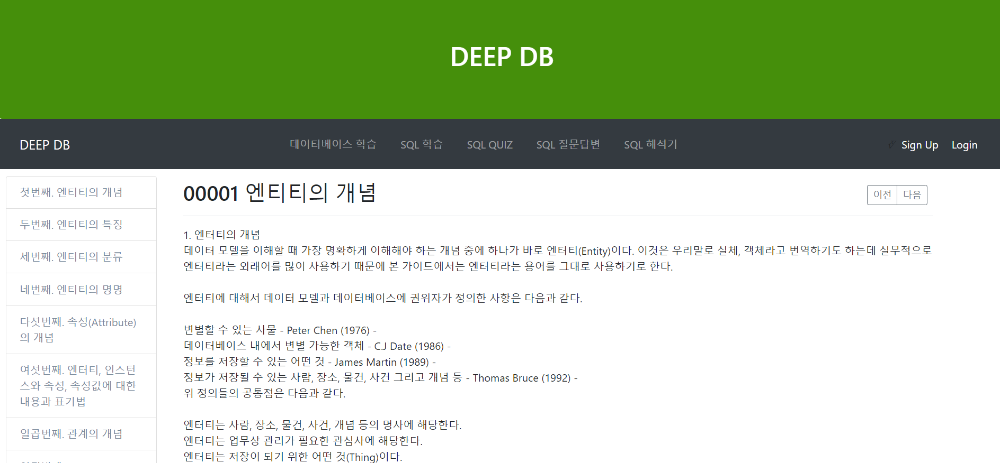 DEEP DB
DEEP DB
데이터베이스 학습
SQL 학습
SQL QUIZ
SQL 질문답변
SQL 해석기
Sign Up
Login
첫번째. 엔티티의 개념
두번째. 엔티티의 특징
세번째. 엔티티의 분류
네번째. 엔티티의 명명
다섯번째. 속성(Attribute)
의 개념
여섯번째. 엔터티, 인스턴
스와 속성, 속성값에 대한
내용과 표기법
일곱번째. 관계의 개념
00001 엔티티의 개념
이전
다음
1. 엔터티의 개념
데이터 모델을 이해할 때 가장 명확하게 이해해야 하는 개념 중에 하나가 바로 엔터티(Entity)이다. 이것은 우리말로 실체, 객체라고 번역하기도 하는데 실무적으로
엔터티라는 외래어를 많이 사용하기 때문에 본 가이드에서는 엔터티라는 용어를 그대로 사용하기로 한다.
엔터티에 대해서 데이터 모델과 데이터베이스에 권위자가 정의한 사항은 다음과 같다.
변별할 수 있는 사물 - Peter Chen (1976) -
데이터베이스 내에서 변별 가능한 객체 - C.J Date (1986) -
정보를 저장할 수 있는 어떤 것 - James Martin (1989) -
정보가 저장될 수 있는 사람, 장소, 물건, 사건 그리고 개념 등 - Thomas Bruce (1992) -
위 정의들의 공통점은 다음과 같다.
엔터티는 사람, 장소, 물건, 사건, 개념 등의 명사에 해당한다.
엔터티는 업무상 관리가 필요한 관심사에 해당한다.
엔터티는 저장이 되기 위한 어떤 것(Thing)이다.